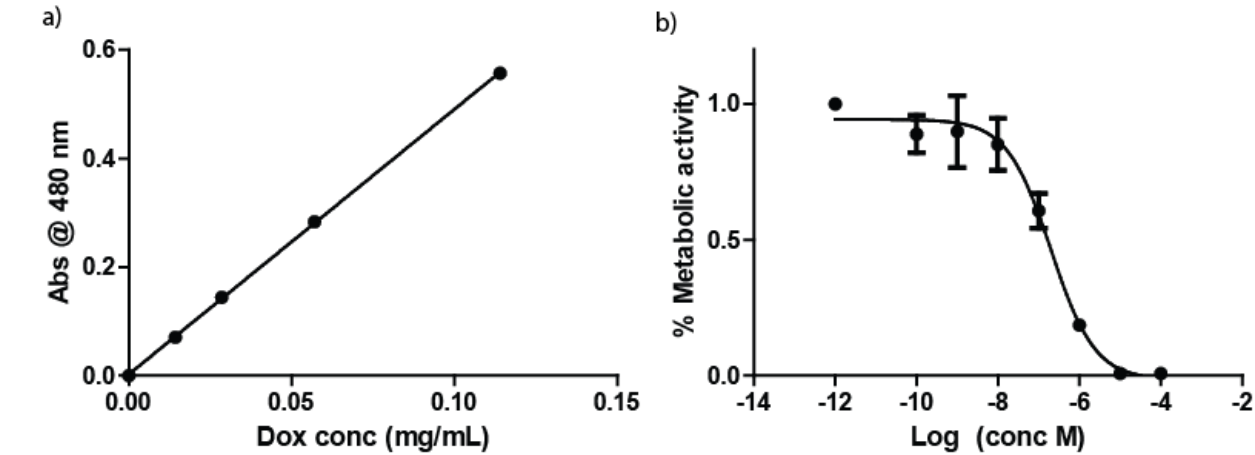 a)
0.6
0.4
0.2
0.0
Abs @ 480 nm
0.00 0.05 0.10 0.15
Dox conc (mg/mL)
b)
1.0
0.5
0.0
% Metabolic activity
-14 -12 -10 -8 -6 -4 -2
Log (conc M)